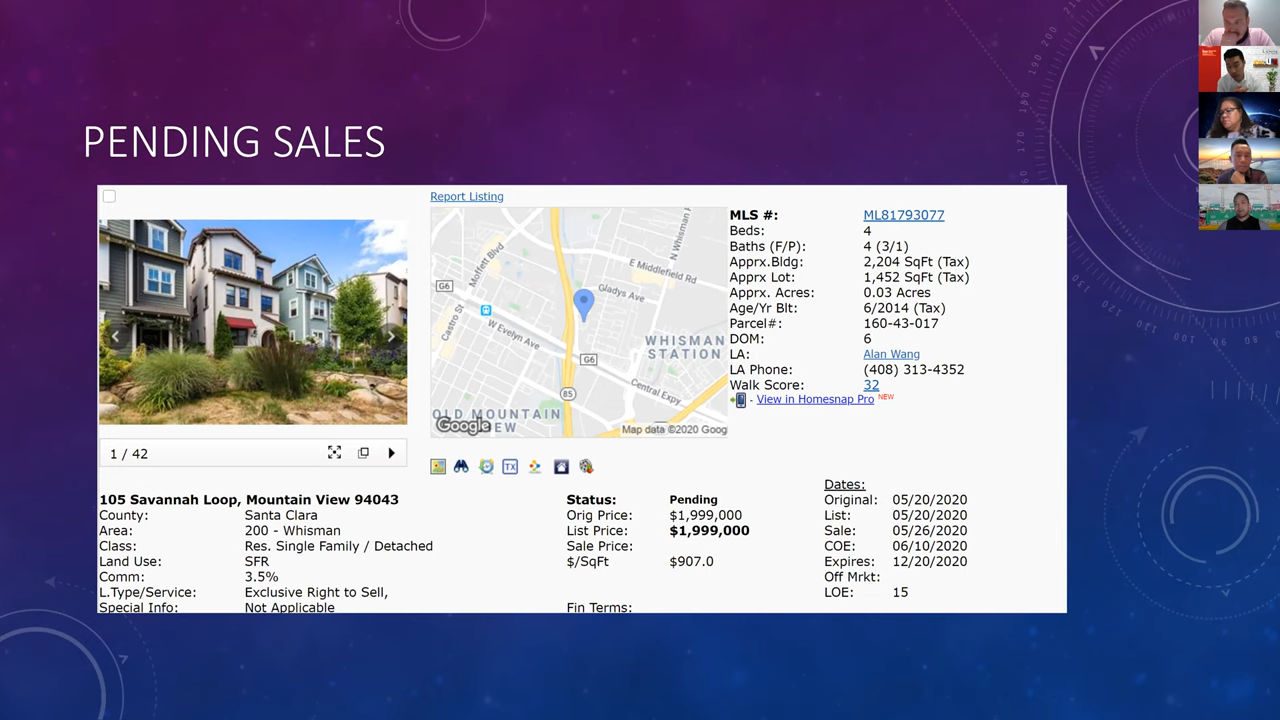 PENDING SALES
Report Listing
Moffett Blvd
N Whisman R
E Middlefield Rd
G6
Gladys Ave
Castro St
W Evelyn Ave
WHISMAN
STATION
G6
85
Central Expy
OLD MOUNTAIN
VIEW
Google
Map data ©2020 Goog
MLS #: ML81793077
Beds: 4
Baths (F/P): 4 (3/1)
Apprx.Bldg: 2,204 SqFt (Tax)
Apprx Lot: 1,452 SqFt (Tax)
Apprx. Acres: 0.03 Acres
Age/Yr Blt: 6/2014 (Tax)
Parcel#: 160-43-017
DOM: 6
LA: Alan Wang
LA Phone: (408) 313-4352
Walk Score: 32
- View in Homesnap Pro NEW
1 / 42
TX
105 Savannah Loop, Mountain View 94043
County: Santa Clara
Area: 200 - Whisman
Class: Res. Single Family / Detached
Land Use: SFR
Comm: 3.5%
L.Type/Service: Exclusive Right to Sell,
Special Info: Not Applicable
Status: Pending
Orig Price: $1,999,000
List Price: $1,999,000
Sale Price:
$/SqFt $907.0
Fin Terms:
Dates:
Original: 05/20/2020
List: 05/20/2020
Sale: 05/26/2020
COE: 06/10/2020
Expires: 12/20/2020
Off Mrkt:
LOE: 15